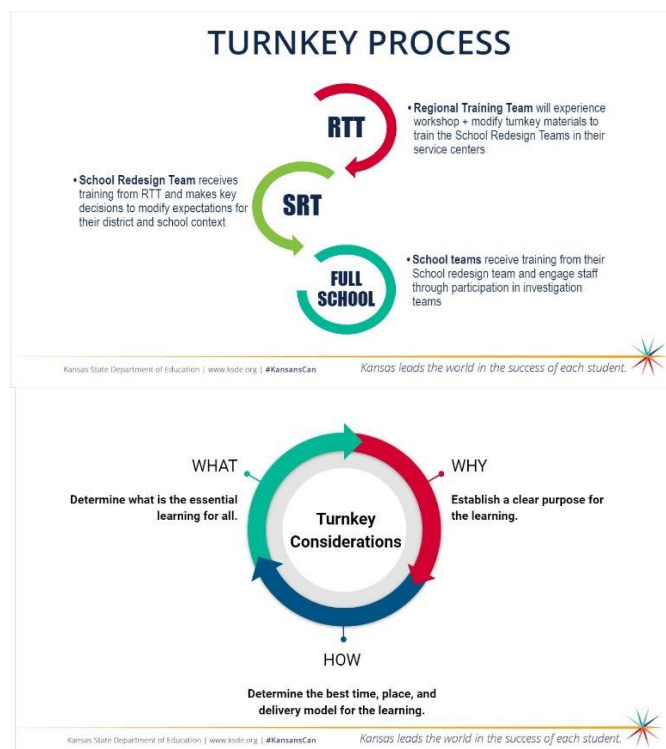 TURNKEY PROCESS
RTT
• Regional Training Team will experience
workshop + modify turnkey materials to
train the School Redesign Teams in their
service centers
• School Redesign Team receives
training from RTT and makes key
decisions to modify expectations for
their district and school context
SRT
FULL
SCHOOL
• School teams receive training from their
School redesign team and engage staff
through participation in investigation
teams
Kansas State Department of Education | www.ksde.org | #KansansCan
Kansas leads the world in the success of each student.
WHAT
Determine what is the essential
learning for all.
WHY
Establish a clear purpose for
the learning.
Turnkey
Considerations
HOW
Determine the best time, place, and
delivery model for the learning.
Kansas State Department of Education | www.ksde.org | #KansansCan
Kansas leads the world in the success of each student.